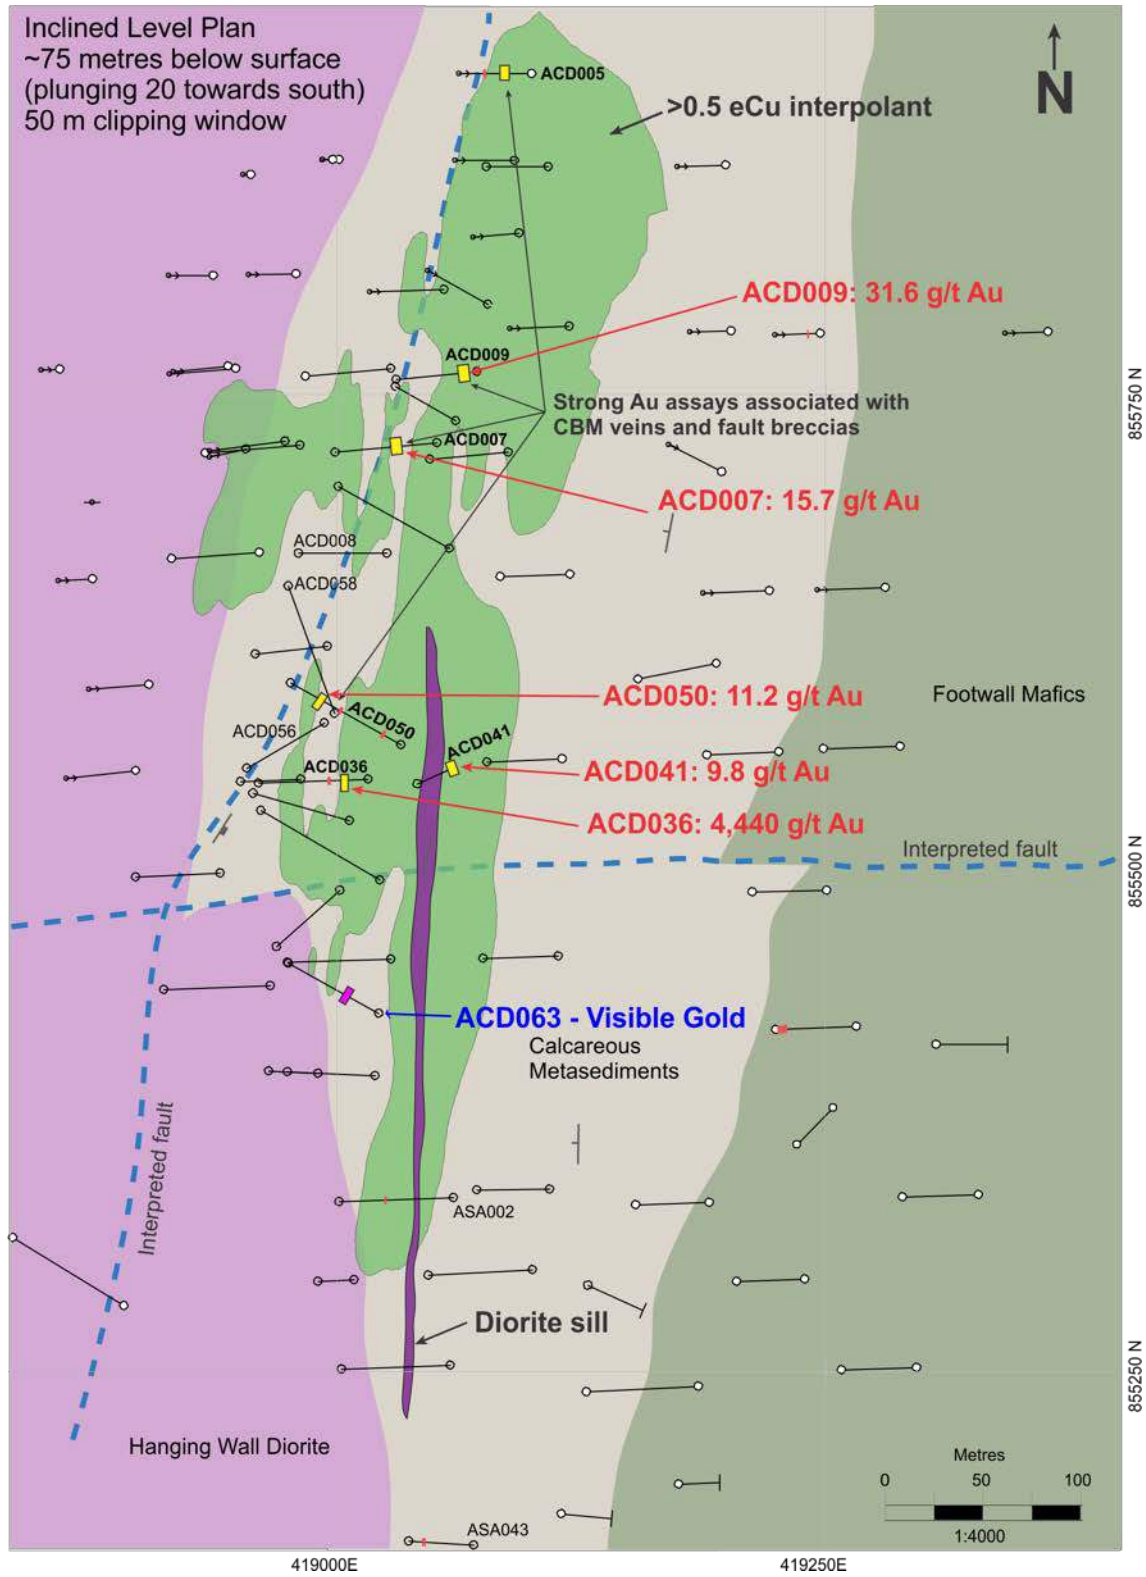 Inclined Level Plan
~75 metres below surface
(plunging 20 towards south)
50 m clipping window
N
ACD005
>0.5 eCu interpolant
ACD009: 31.6 g/t Au
ACD009
855750 N
Strong Au assays associated with
CBM veins and fault breccias
ACD007
ACD007: 15.7 g/t Au
ACD008
ACD058
ACD050: 11.2 g/t Au
Footwall Mafics
ACD050
ACD056
ACD041
ACD036
ACD041: 9.8 g/t Au
ACD036: 4,440 g/t Au
Interpreted fault
855500 N
ACD063 - Visible Gold
Calcareous
Metasediments
Interpreted fault
ASA002
Diorite sill
855250 N
Hanging Wall Diorite
Metres
0 50 100
1:4000
ASA043
419000E 419250E